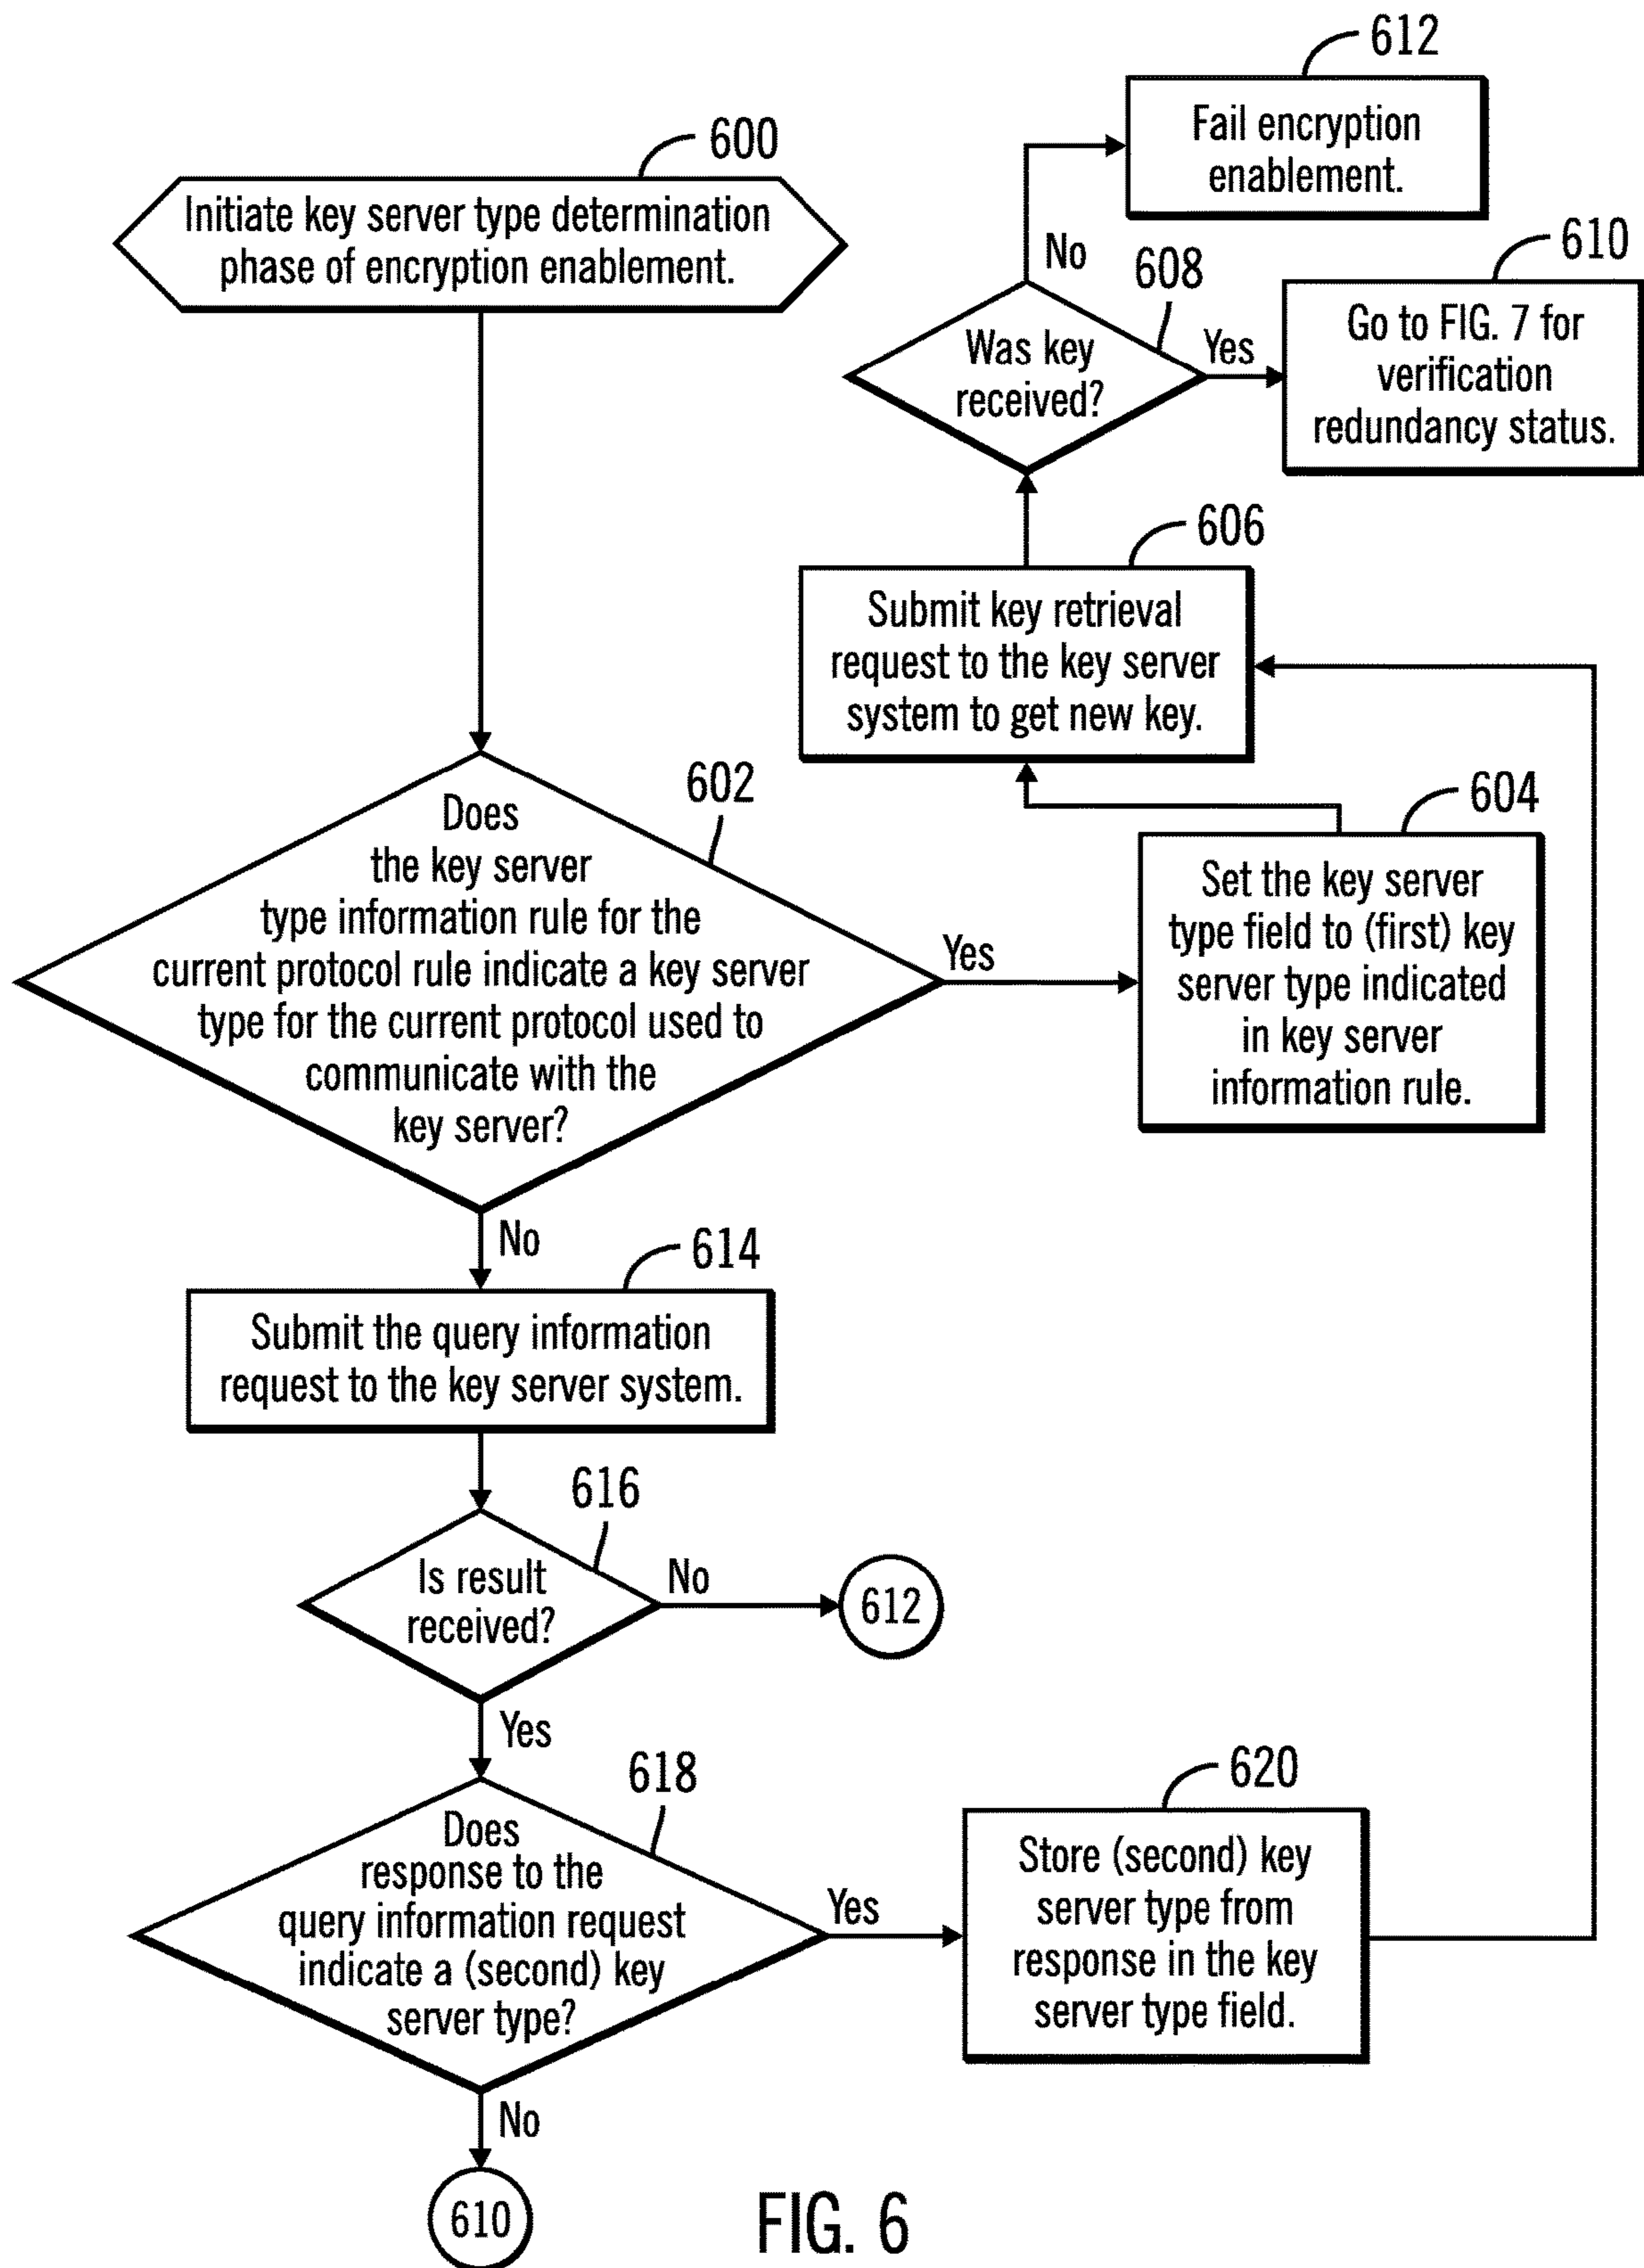 612
Fail encryption
enablement.
600
Initiate key server type determination
phase of encryption enablement.
No
608
610
Was key
received?
Yes
Go to FIG. 7 for
verification
redundancy status.
606
Submit key retrieval
request to the key server
system to get new key.
602
Does
the key server
type information rule for the
current protocol rule indicate a key server
type for the current protocol used to
communicate with the
key server?
Yes
604
Set the key server
type field to (first) key
server type indicated
in key server
information rule.
No
614
Submit the query information
request to the key server system.
616
Is result
received?
No
612
Yes
618
Does
response to the
query information request
indicate a (second) key
server type?
Yes
620
Store (second) key
server type from
response in the key
server type field.
No
610
FIG. 6